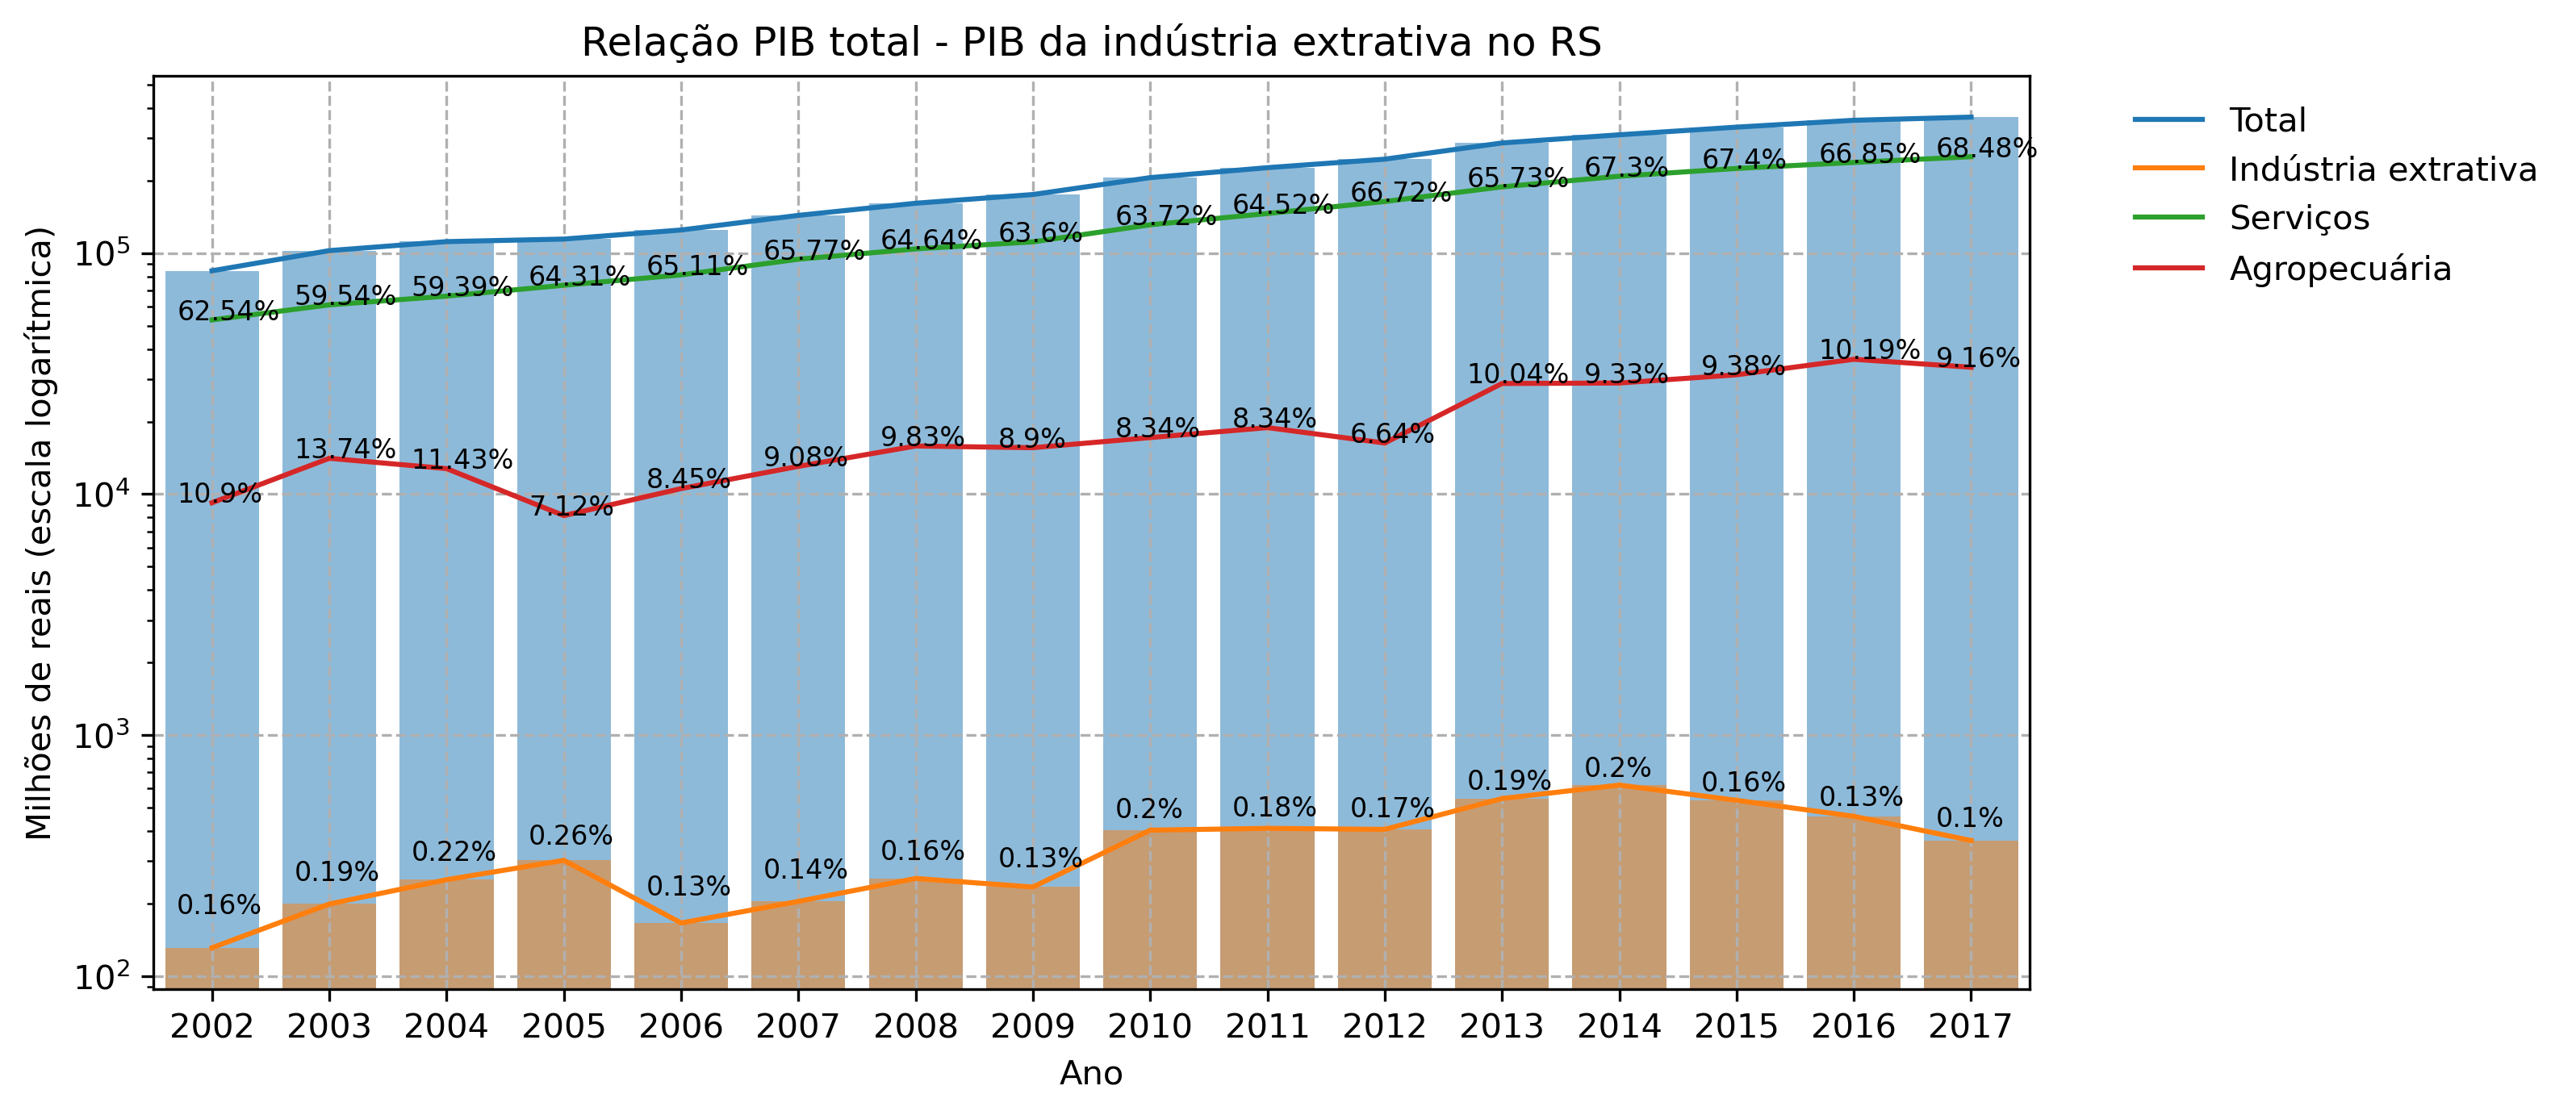 Relação PIB total - PIB da indústria extrativa no RS
Total
Indústria extrativa
Serviços
Agropecuária
Milhões de reais (escala logarítmica)
10⁵
10⁴
10³
10²
62.54% 59.54% 59.39% 64.31% 65.11% 65.77% 64.64% 63.6% 63.72% 64.52% 66.72% 65.73% 67.3% 67.4% 66.85% 68.48%
10.9% 13.74% 11.43% 7.12% 8.45% 9.08% 9.83% 8.9% 8.34% 8.34% 6.64% 10.04% 9.33% 9.38% 10.19% 9.16%
0.16% 0.19% 0.22% 0.26% 0.13% 0.14% 0.16% 0.13% 0.2% 0.18% 0.17% 0.19% 0.2% 0.16% 0.13% 0.1%
2002 2003 2004 2005 2006 2007 2008 2009 2010 2011 2012 2013 2014 2015 2016 2017
Ano